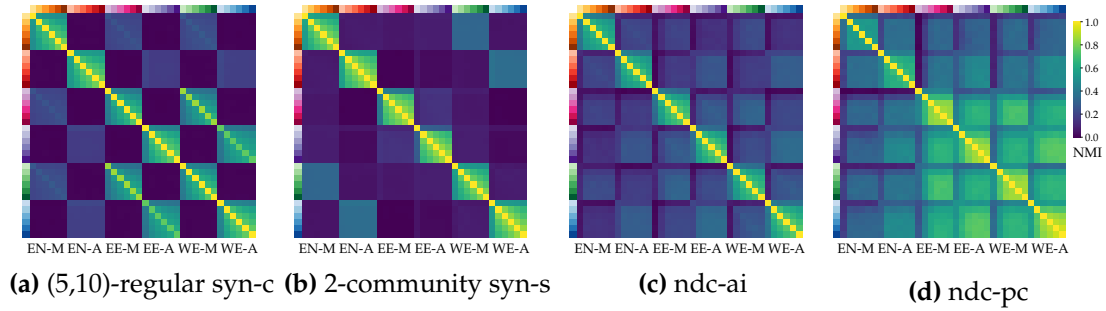 1.0
0.8
0.6
0.4
0.2
0.0
NMI
EN-M EN-A EE-M EE-A WE-M WE-A
EN-M EN-A EE-M EE-A WE-M WE-A
EN-M EN-A EE-M EE-A WE-M WE-A
EN-M EN-A EE-M EE-A WE-M WE-A
(a) (5,10)-regular syn-c
(b) 2-community syn-s
(c) ndc-ai
(d) ndc-pc